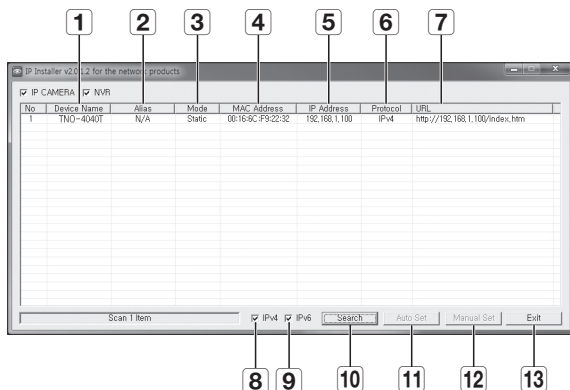 1 2 3 4 5 6 7
IP Installer v2.0.1.2 for the network products
IP CAMERA NVR
No Device Name Alias Mode MAC Address IP Address Protocol URL
1 TNO-4040T N/A Static 00:16:6C:F9:22:32 192,168,1,100 IPv4 http://192,168,1,100/index,htm
Scan 1 Item IPv4 IPv6 Search Auto Set Manual Set Exit
8 9 10 11 12 13